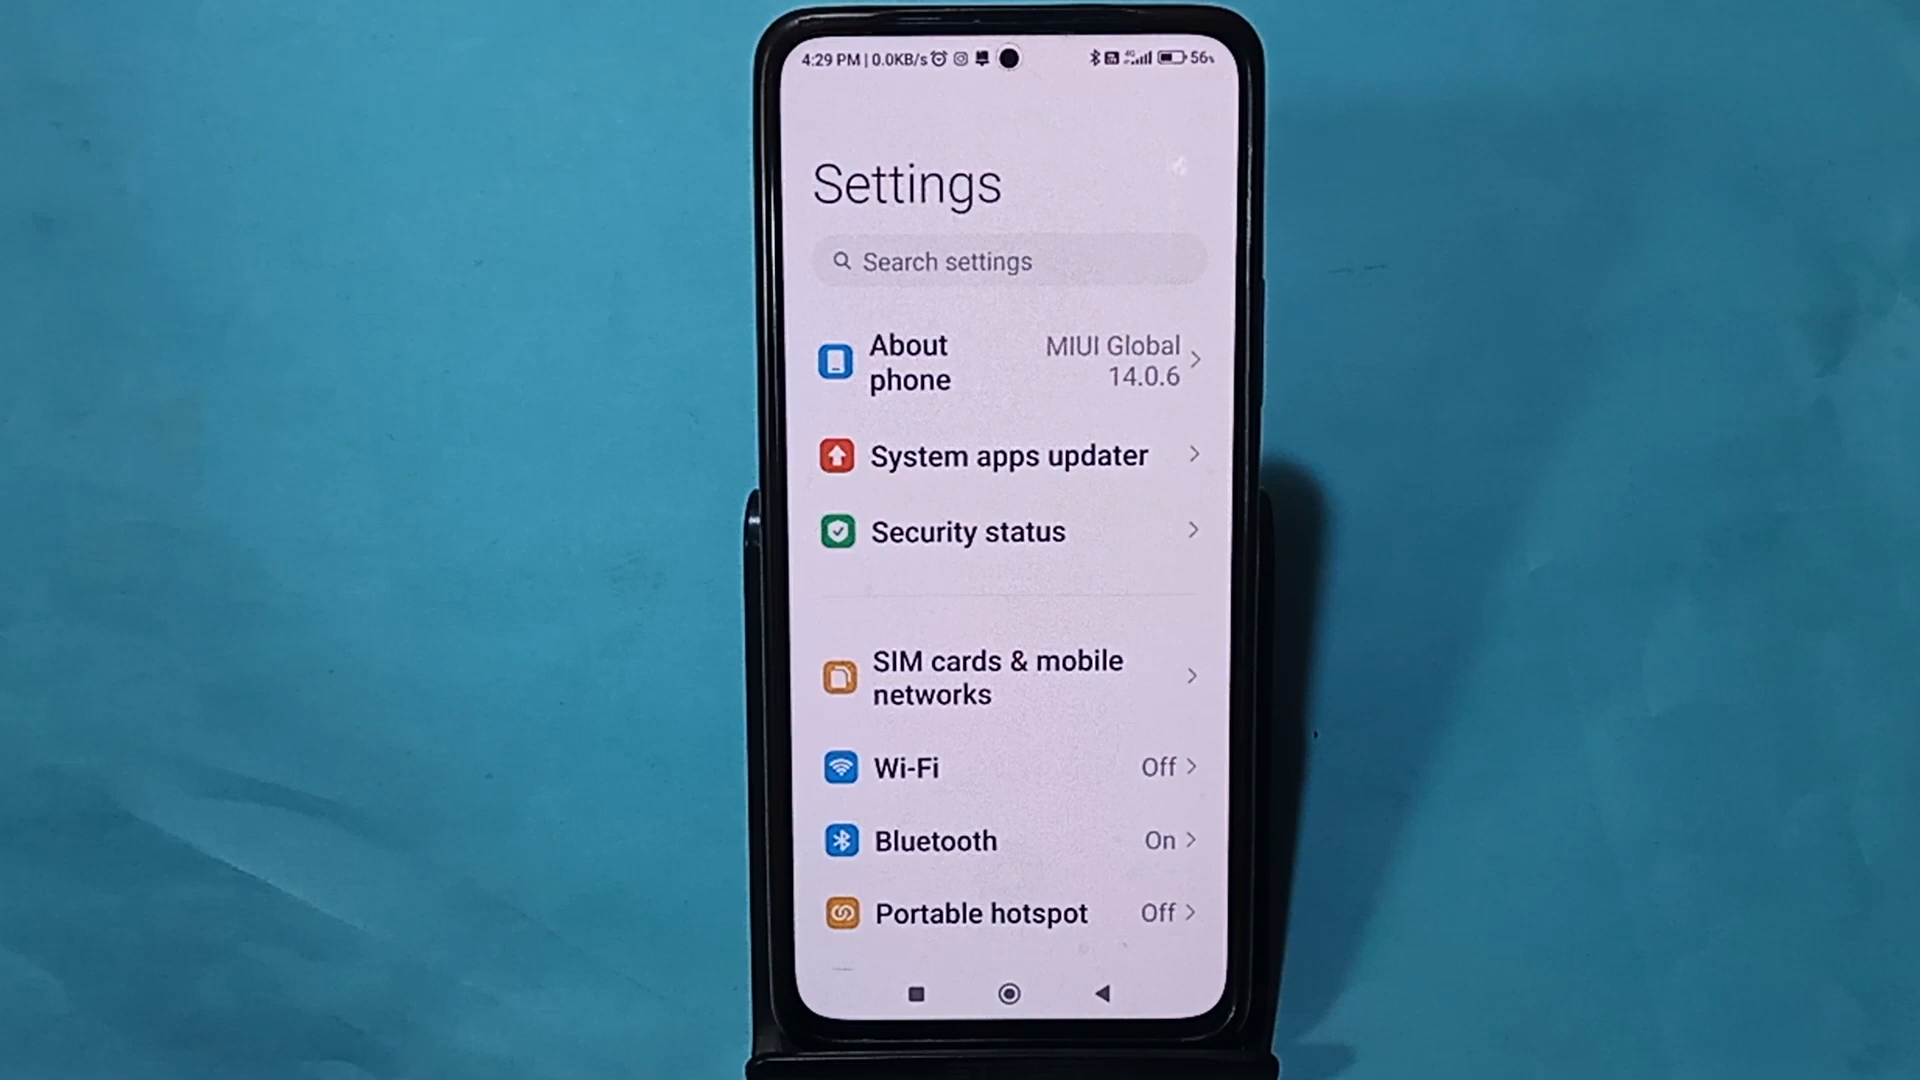 4:29 PM | 0.0KB/s 4G 56%
Settings
Search settings
About phone
MIUI Global 14.0.6
System apps updater
Security status
SIM cards & mobile
networks
Wi-Fi Off
Bluetooth On
Portable hotspot Off